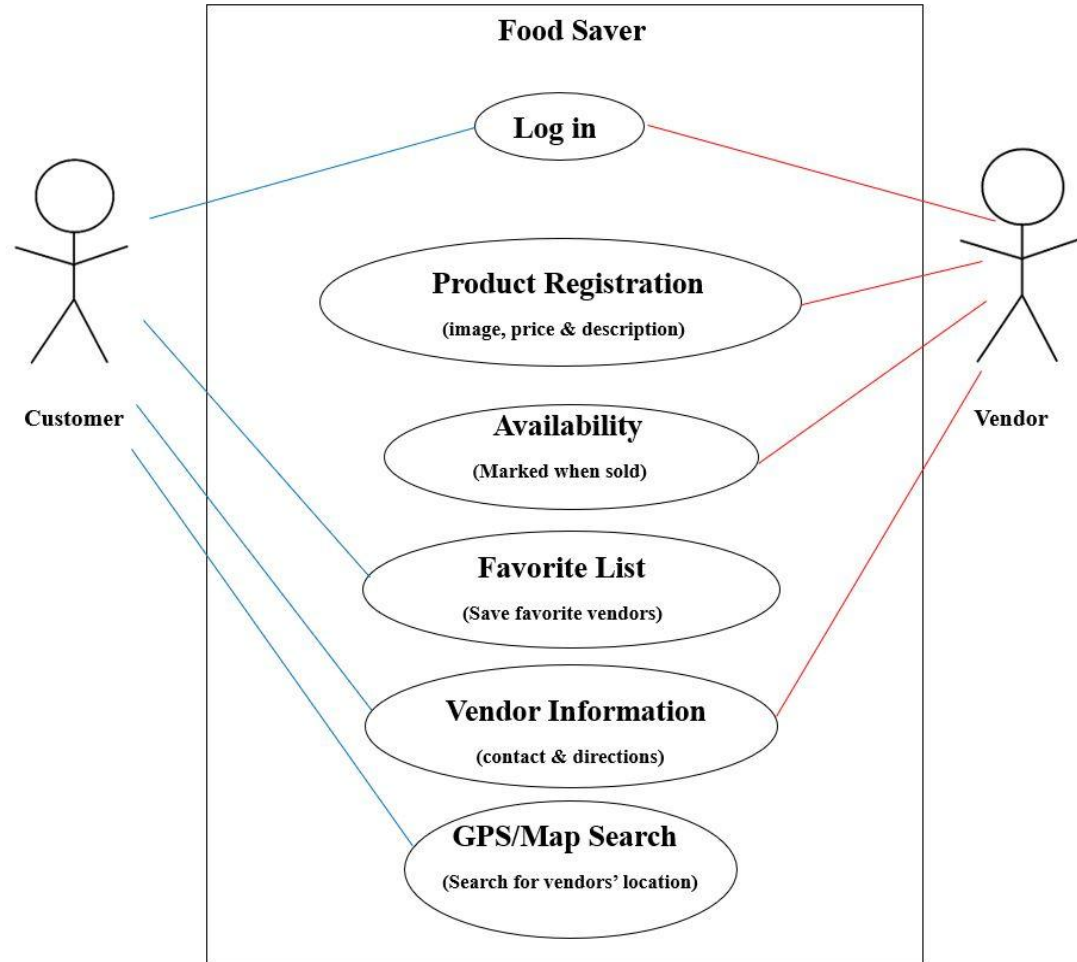 Food Saver
Log in
Product Registration
(image, price & description)
Customer
Vendor
Availability
(Marked when sold)
Favorite List
(Save favorite vendors)
Vendor Information
(contact & directions)
GPS/Map Search
(Search for vendors’ location)